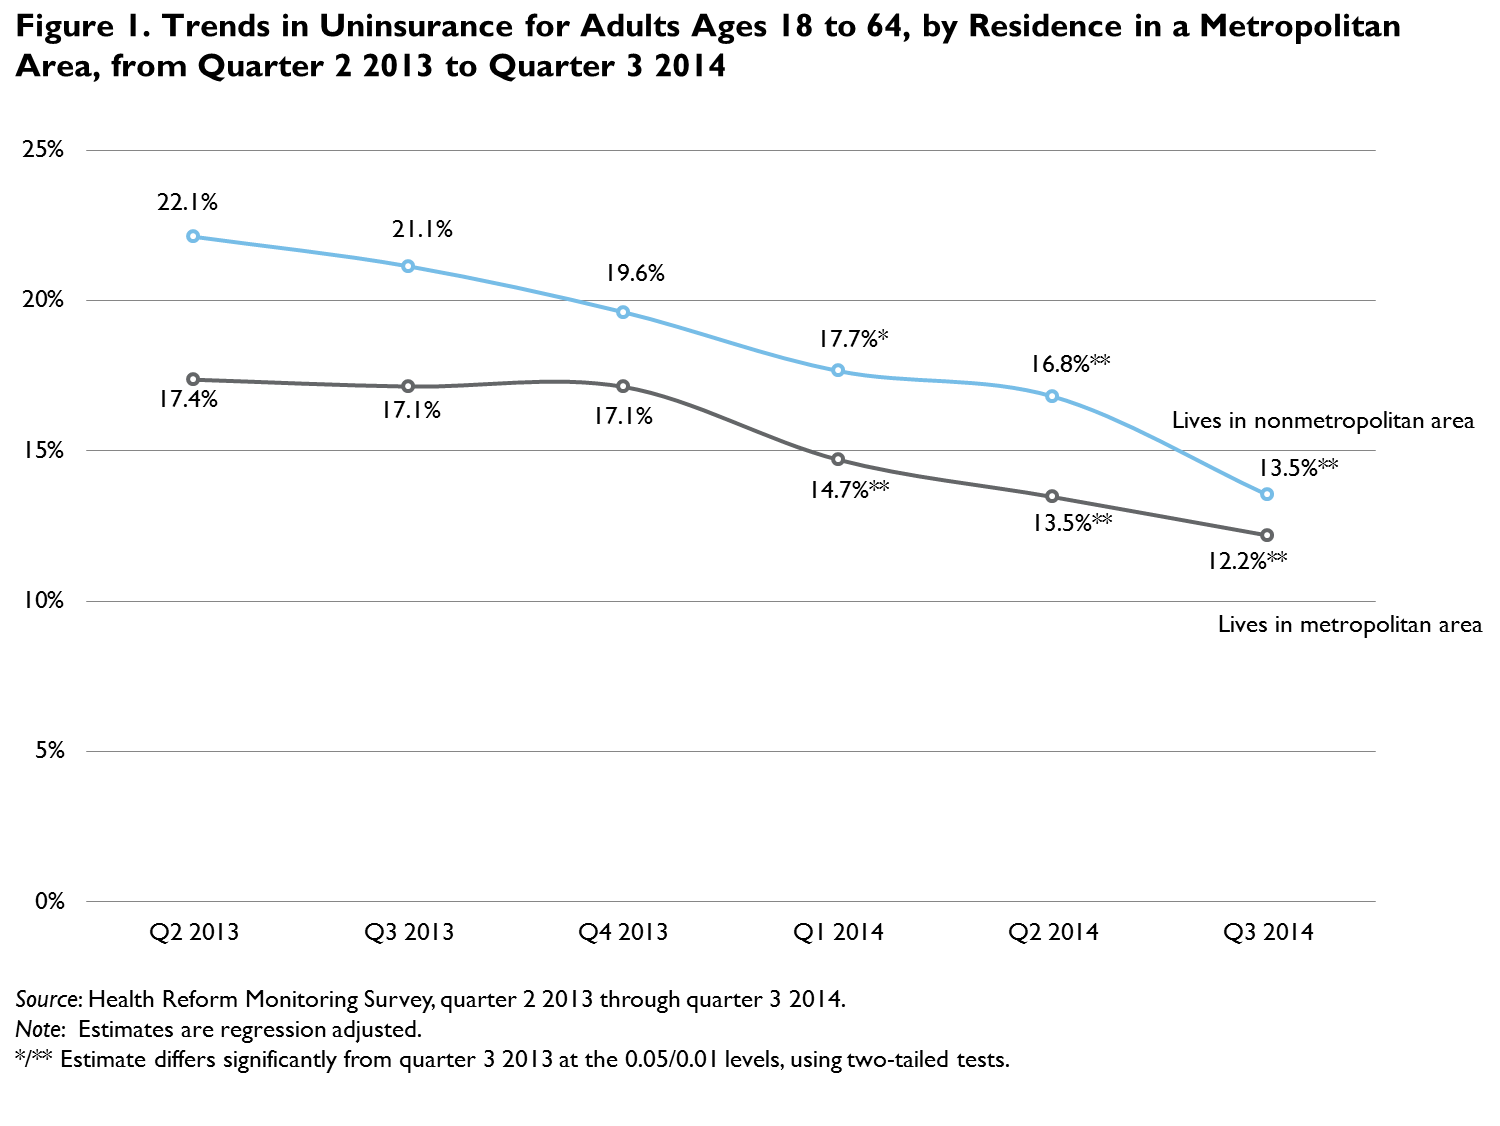 Figure 1. Trends in Uninsurance for Adults Ages 18 to 64, by Residence in a Metropolitan
Area, from Quarter 2 2013 to Quarter 3 2014
25%
22.1%
21.1%
19.6%
20%
17.7%*
16.8%**
17.4%
17.1%
17.1%
Lives in nonmetropolitan area
15%
13.5%**
14.7%**
13.5%**
12.2%**
10%
Lives in metropolitan area
5%
0%
Q2 2013 Q3 2013 Q4 2013 Q1 2014 Q2 2014 Q3 2014
Source: Health Reform Monitoring Survey, quarter 2 2013 through quarter 3 2014.
Note: Estimates are regression adjusted.
*/** Estimate differs significantly from quarter 3 2013 at the 0.05/0.01 levels, using two-tailed tests.